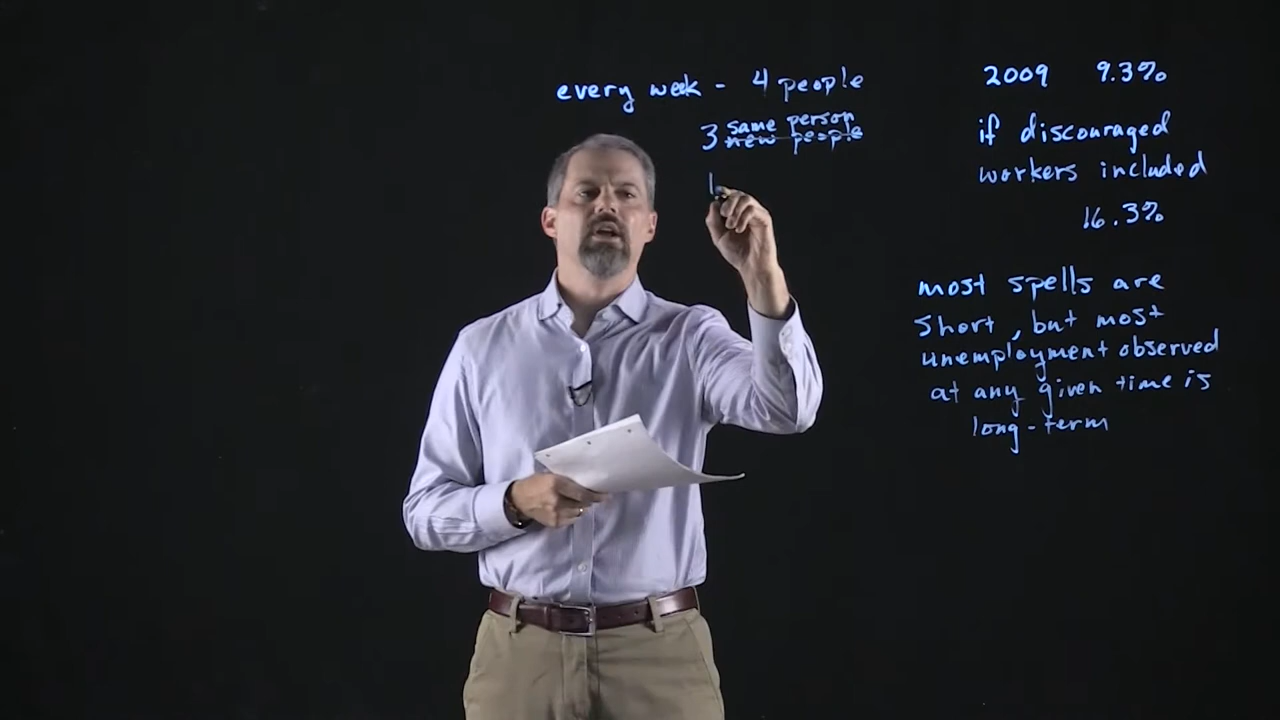 every week - 4 people
3 same person
new people
1
2009 9.3%
if discouraged
workers included
16.3%
most spells are
short, but most
unemployment observed
at any given time is
long-term